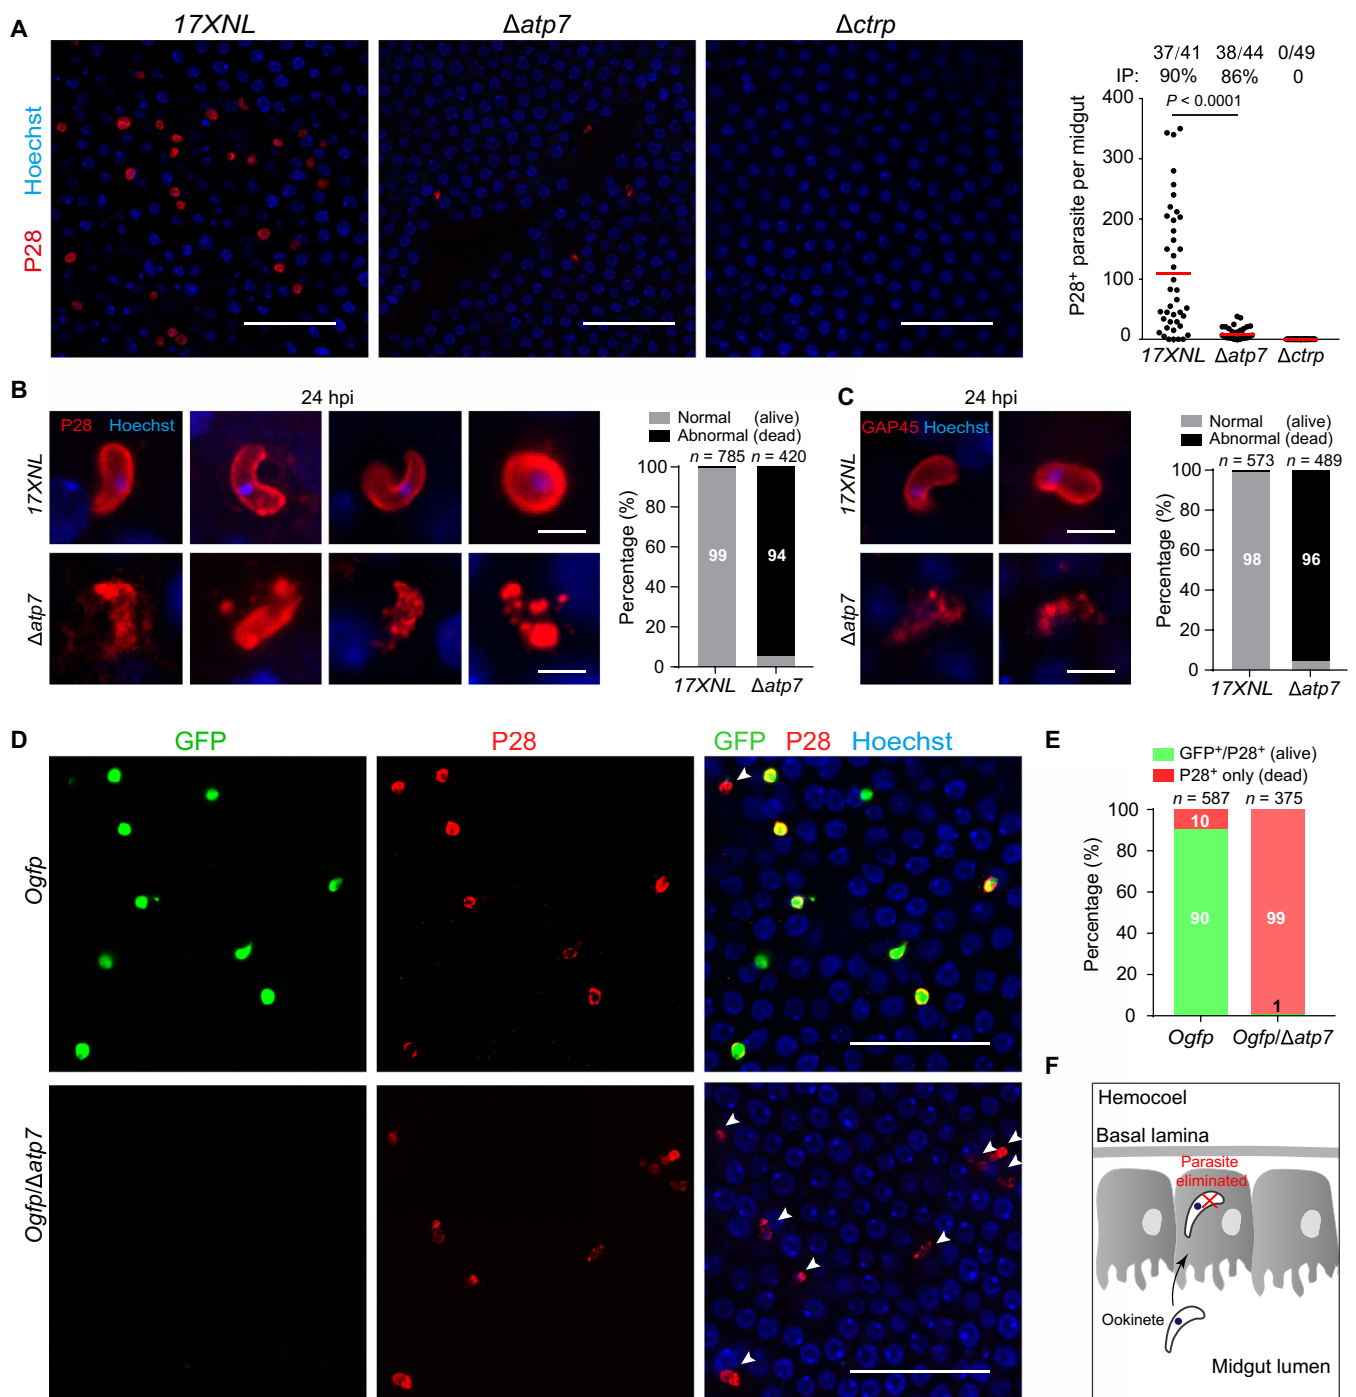 A
17XNL
Δatp7
Δctrp
P28 Hoechst
37/41 38/44 0/49
IP: 90% 86% 0
P < 0.0001
400
300
200
100
0
P28+ parasite per midgut
17XNL Δatp7 Δctrp
B
24 hpi
P28 Hoechst
17XNL
Δatp7
Normal (alive)
Abnormal (dead)
n = 785 n = 420
100
80
60
40
20
0
Percentage (%)
99
94
17XNL Δatp7
C
24 hpi
GAP45 Hoechst
17XNL
Δatp7
Normal (alive)
Abnormal (dead)
n = 573 n = 489
100
80
60
40
20
0
Percentage (%)
98
96
17XNL Δatp7
D
GFP
P28
GFP P28 Hoechst
Ogfp
Ogfp/Δatp7
E
GFP+/P28+ (alive)
P28+ only (dead)
n = 587 n = 375
100
80
60
40
20
0
Percentage (%)
10
90
99
1
Ogfp Ogfp/Δatp7
F
Hemocoel
Basal lamina
Parasite
eliminated
Ookinete
Midgut lumen